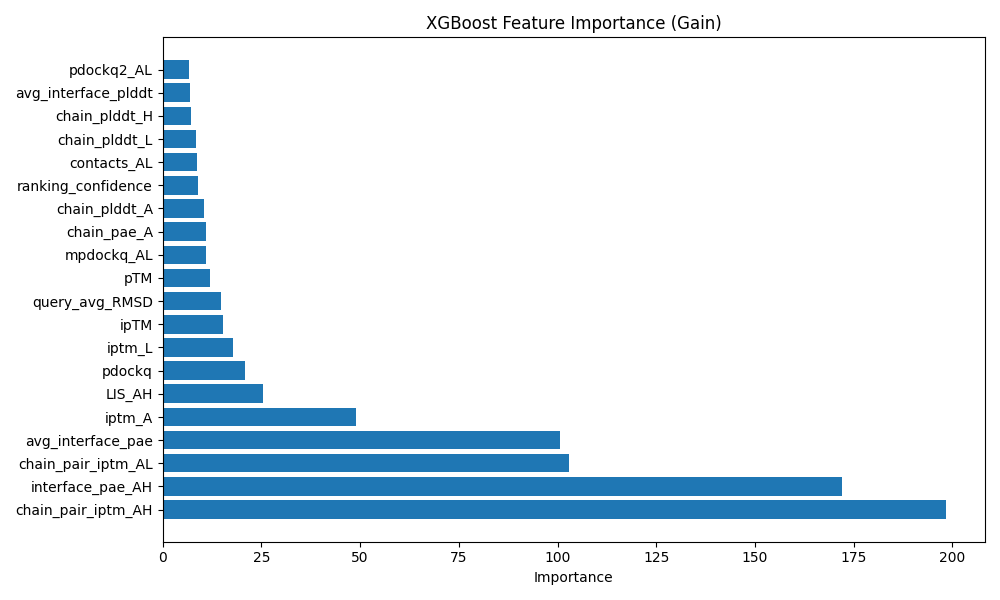 XGBoost Feature Importance (Gain)
pdockq2_AL
avg_interface_plddt
chain_plddt_H
chain_plddt_L
contacts_AL
ranking_confidence
chain_plddt_A
chain_pae_A
mpdockq_AL
pTM
query_avg_RMSD
ipTM
iptm_L
pdockq
LIS_AH
iptm_A
avg_interface_pae
chain_pair_iptm_AL
interface_pae_AH
chain_pair_iptm_AH
0 25 50 75 100 125 150 175 200
Importance